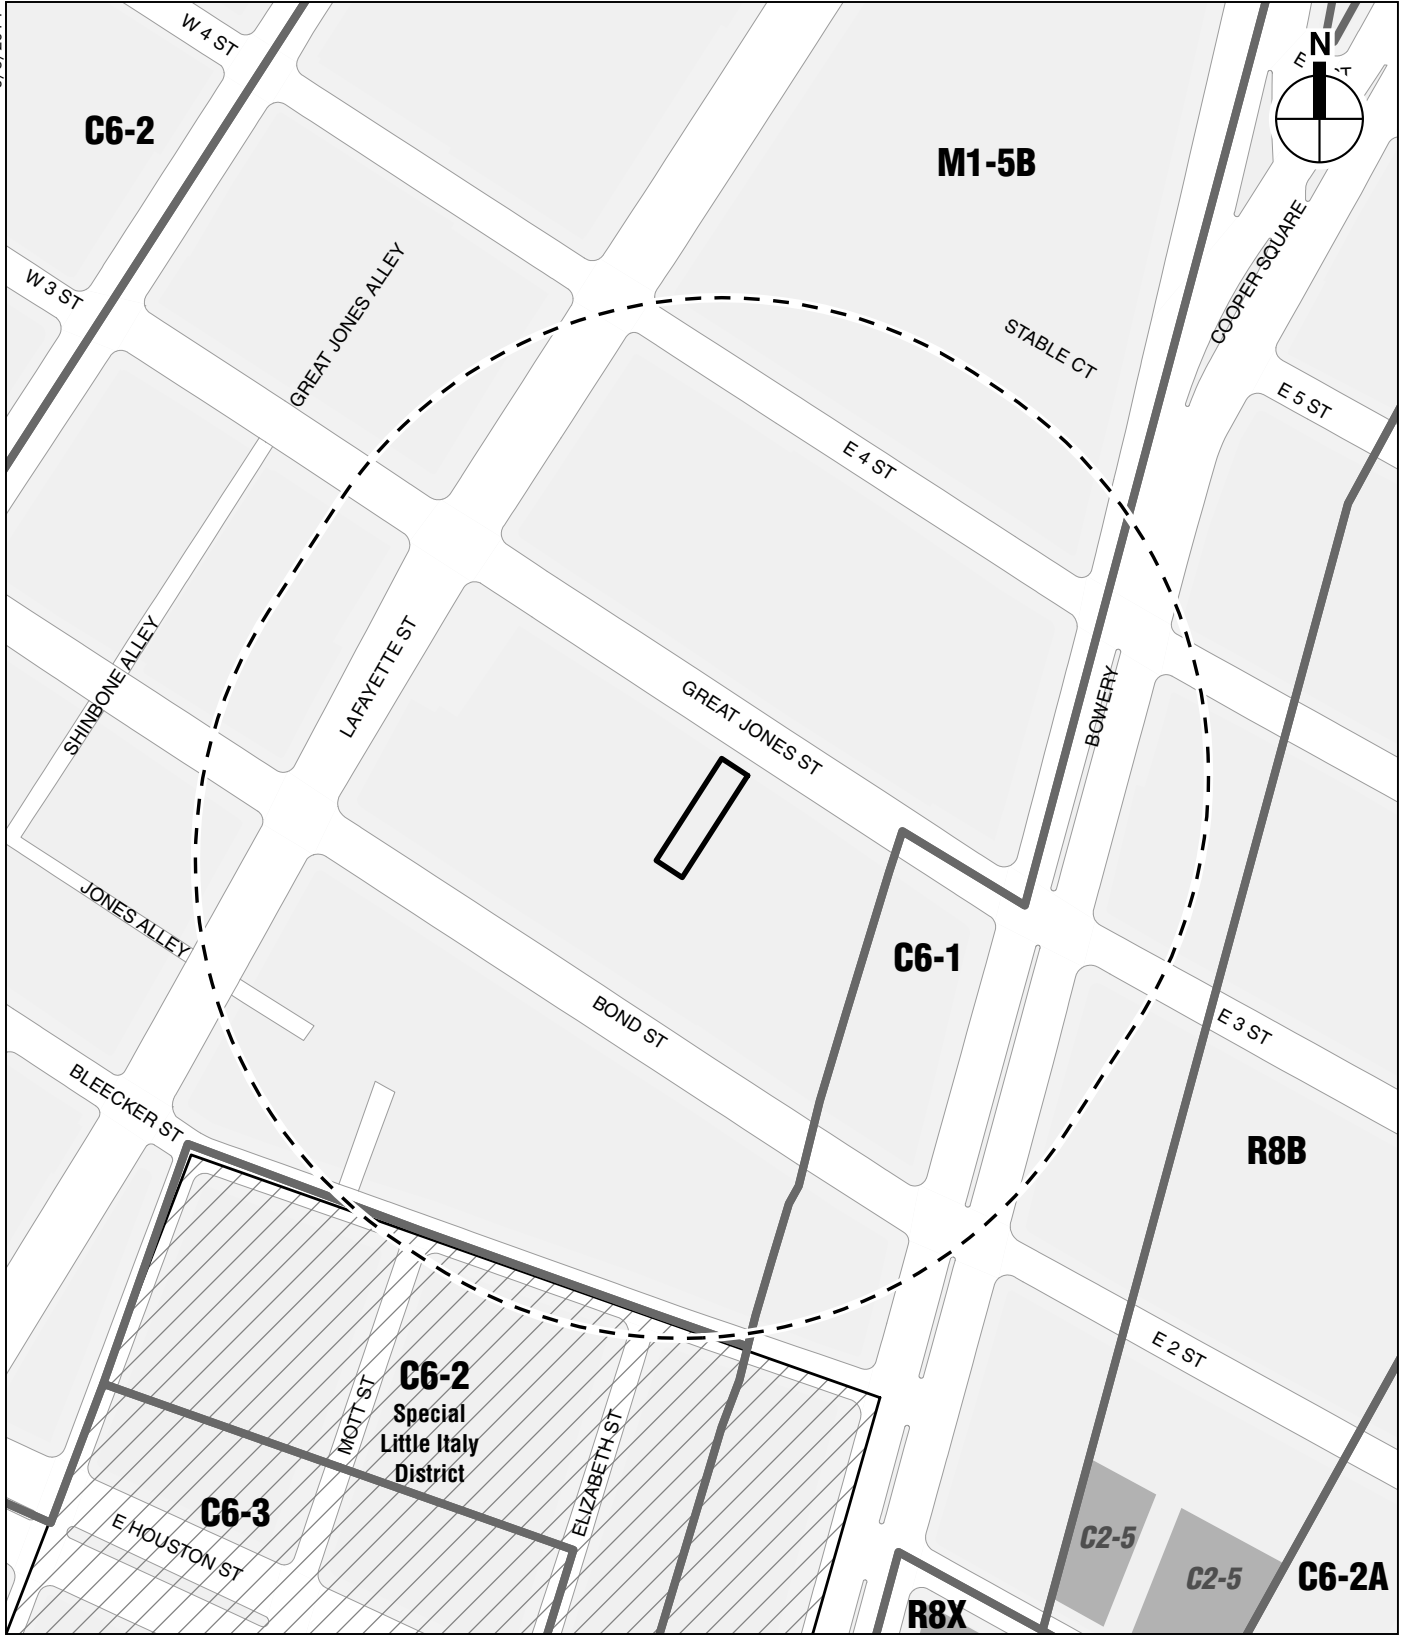 W 4 ST
N
C6-2
M1-5B
COOPER SQUARE
W 3 ST
GREAT JONES ALLEY
STABLE CT
E 5 ST
E 4 ST
SHINBONE ALLEY
LAFAYETTE ST
GREAT JONES ST
BOWERY
JONES ALLEY
C6-1
BOND ST
E 3 ST
BLEECKER ST
R8B
E 2 ST
MOTT ST
C6-2
Special
Little Italy
District
ELIZABETH ST
C6-3
E HOUSTON ST
C2-5
C2-5
C6-2A
R8X